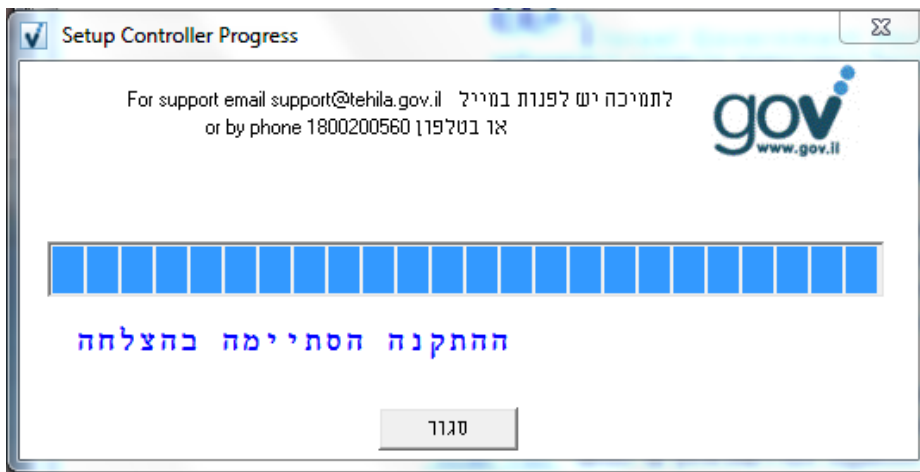 Setup Controller Progress
For support email support@tehila.gov.il לתמיכה יש לפנות במייל
or by phone 1800200560 או בטלפון
gov
www.gov.il
ההתקנה הסתיימה בהצלחה
סגור